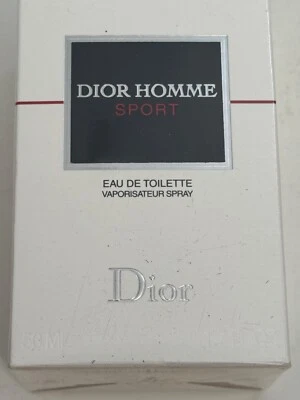 DIOR HOMME
SPORT
EAU DE TOILETTE
VAPORISATEUR SPRAY
Dior